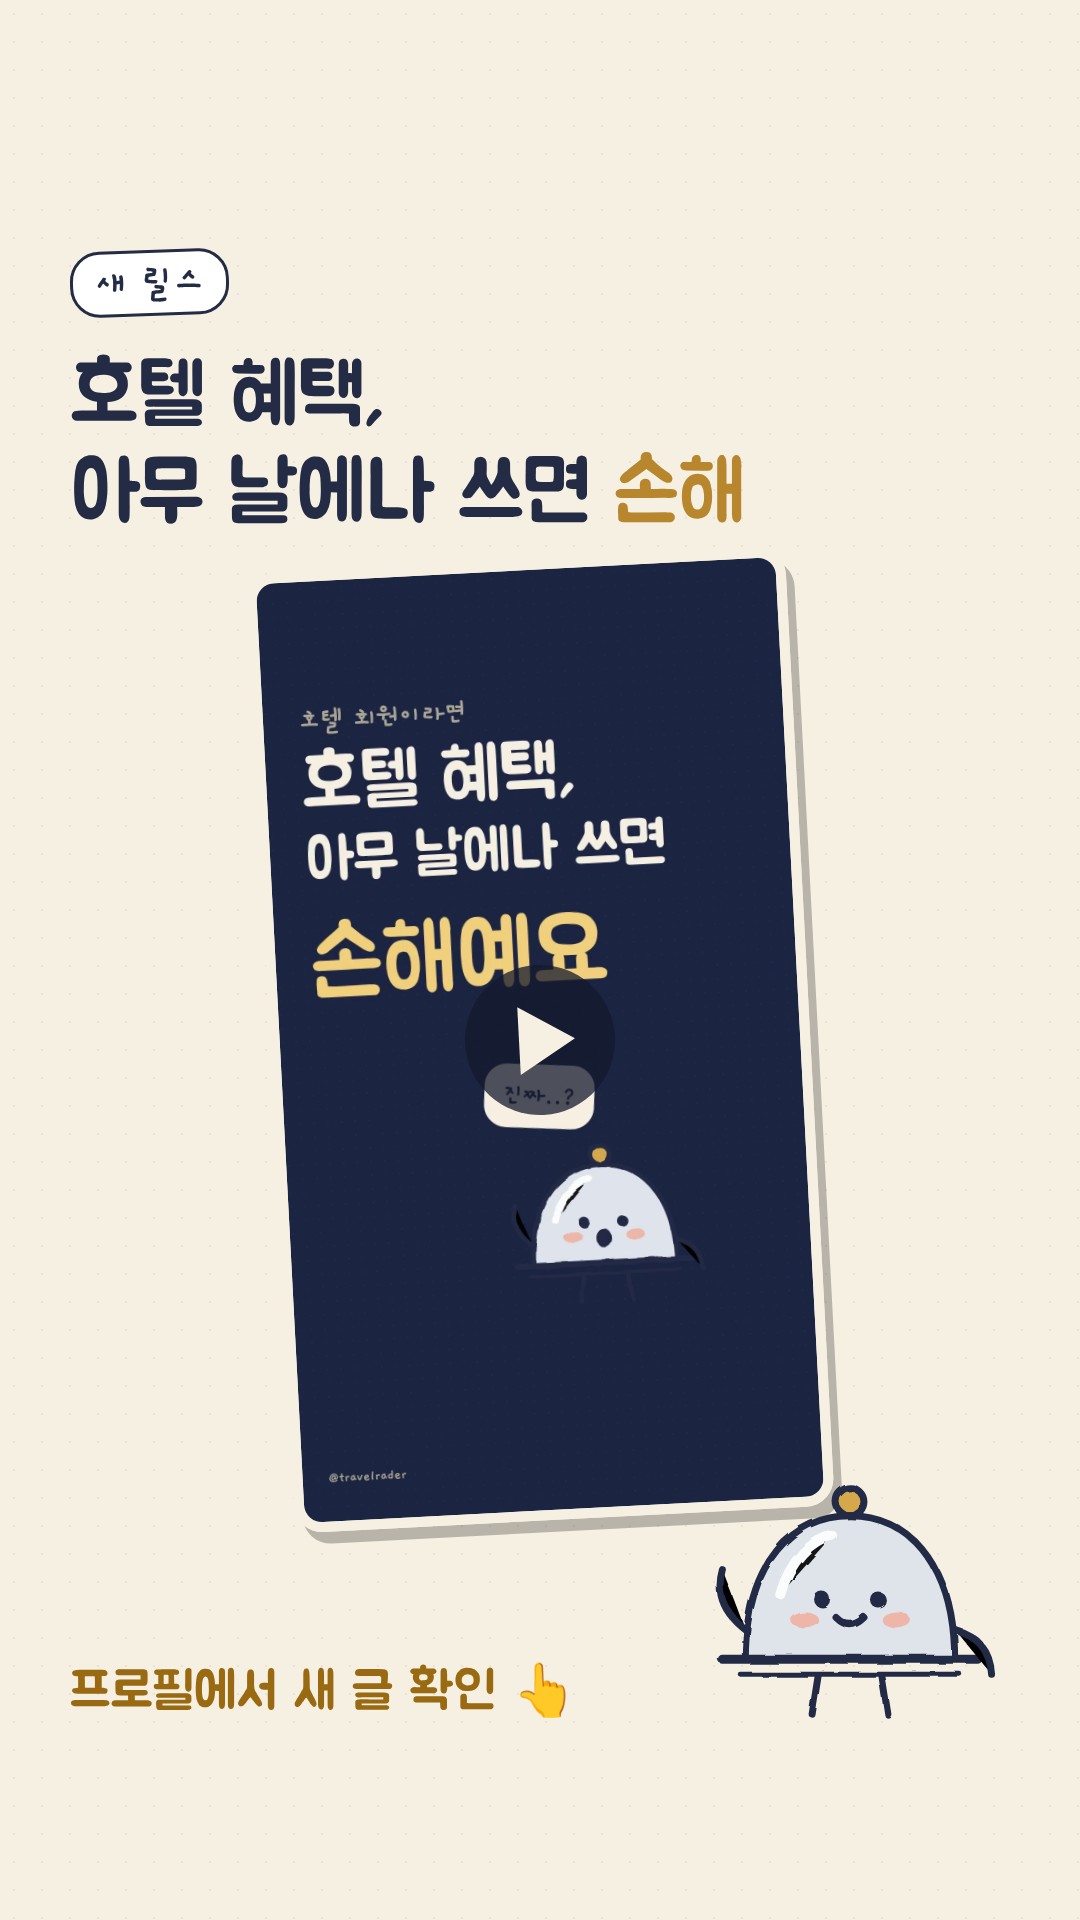 새 릴스
호텔 혜택,
아무 날에나 쓰면 손해
호텔 회원이라면
호텔 혜택,
아무 날에나 쓰면
손해예요
진짜..?
@travelrader
프로필에서 새 글 확인 👆